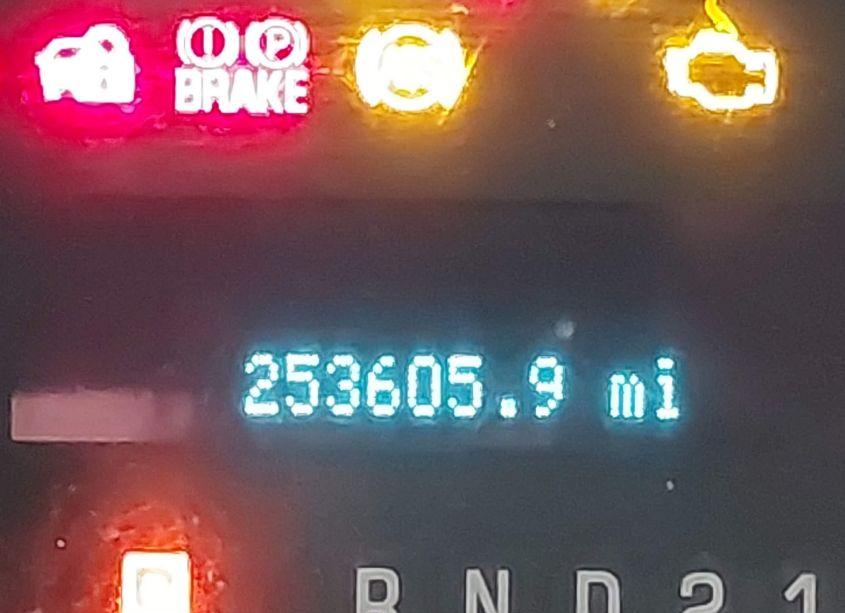 (!) (P)
BRAKE
253605.9 mi
R N D 2 1